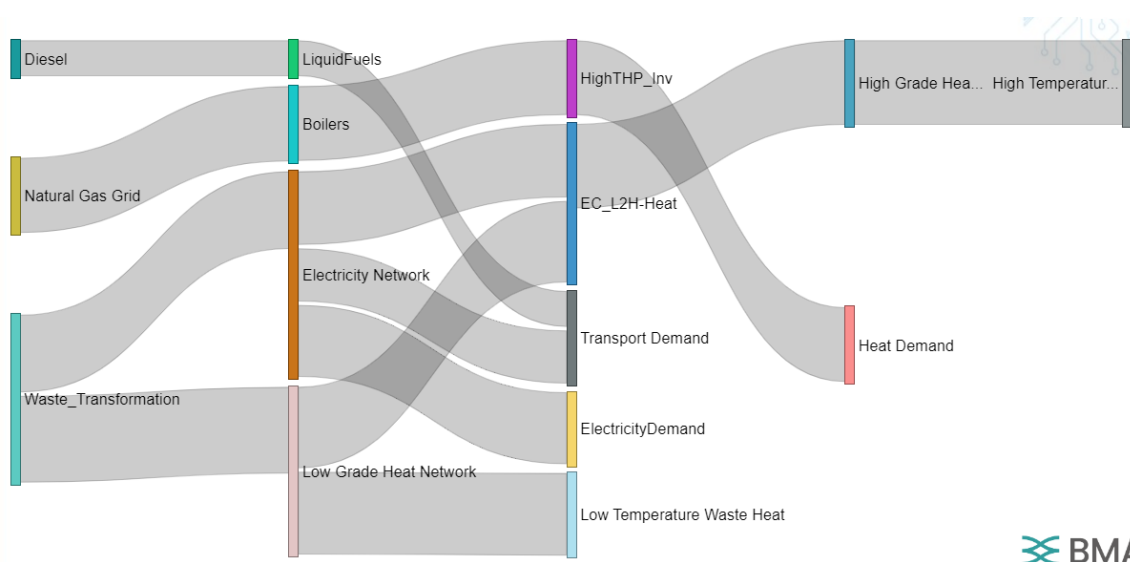 Diesel
LiquidFuels
HighTHP_Inv
High Grade Hea...
High Temperatur...
Boilers
Natural Gas Grid
EC_L2H-Heat
Electricity Network
Transport Demand
Heat Demand
Waste_Transformation
ElectricityDemand
Low Grade Heat Network
Low Temperature Waste Heat
BMA